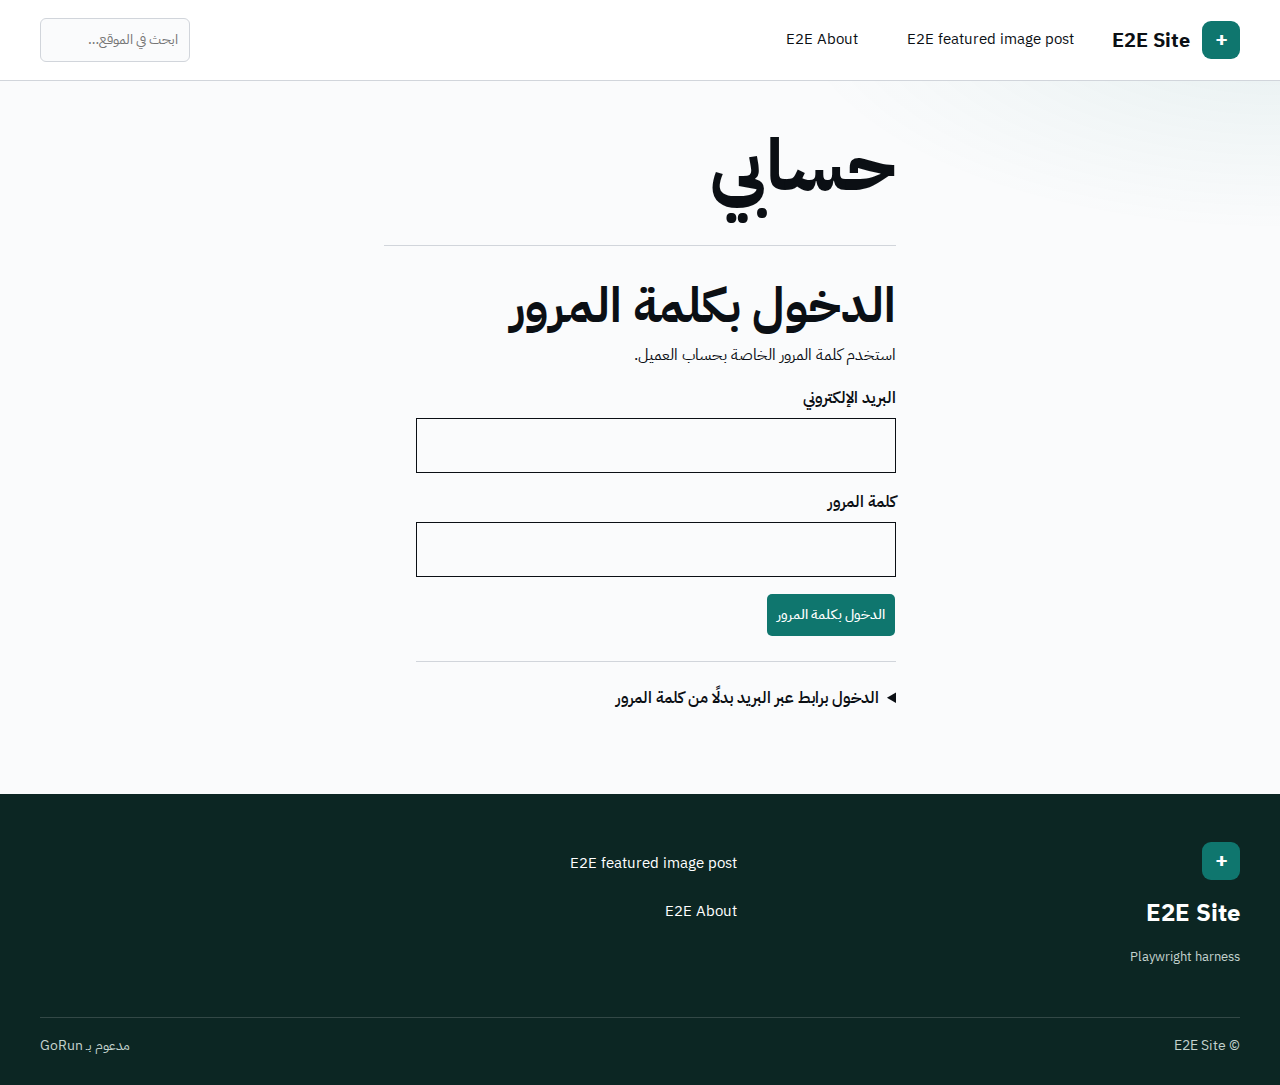 E2E Site
E2E featured image post
E2E About
ابحث في الموقع...
حسابي
الدخول بكلمة المرور
استخدم كلمة المرور الخاصة بحساب العميل.
البريد الإلكتروني
كلمة المرور
الدخول بكلمة المرور
الدخول برابط عبر البريد بدلًا من كلمة المرور
E2E Site
Playwright harness
E2E featured image post
E2E About
© E2E Site
مدعوم بـ GoRun